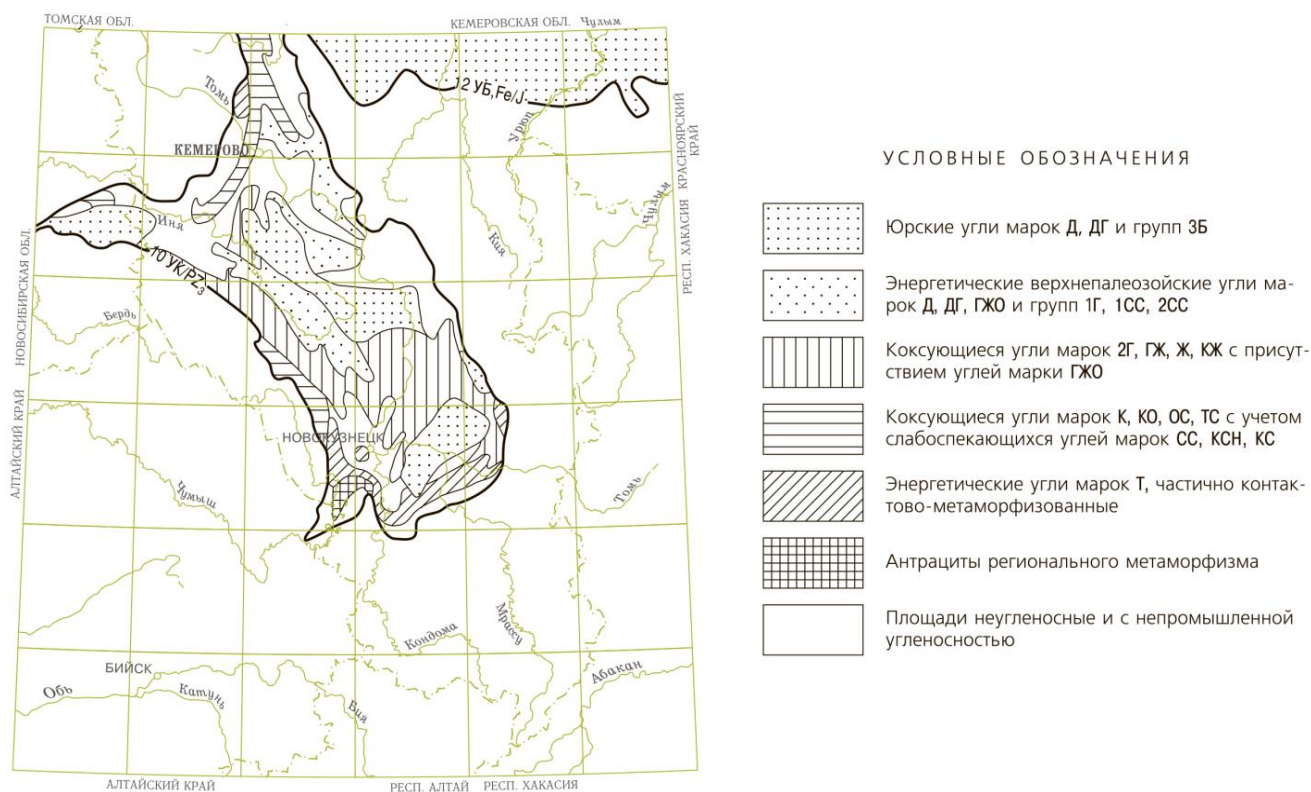 ТОМСКАЯ ОБЛ.
КЕМЕРОВСКАЯ ОБЛ.
Чулым
Томь
12 УБ,Fe/J
Урюп
КРАСНОЯРСКИЙ
КРАЙ
КЕМЕРОВО
Иня
Кия
Чулым
РЕСП. ХАКАСИЯ
НОВОСИБИРСКАЯ ОБЛ.
10 УК/PZ3
Бердь
АЛТАЙСКИЙ КРАЙ
НОВОКУЗНЕЦК
Чумыш
Томь
Кондома
Мрассу
БИЙСК
Обь
Катунь
Бия
Абакан
АЛТАЙСКИЙ КРАЙ
РЕСП. АЛТАЙ
РЕСП. ХАКАСИЯ
УСЛОВНЫЕ ОБОЗНАЧЕНИЯ
Юрские угли марок Д, ДГ и групп 3Б
Энергетические верхнепалеозойские угли ма-
рок Д, ДГ, ГЖО и групп 1Г, 1СС, 2СС
Коксующиеся угли марок 2Г, ГЖ, Ж, КЖ с присут-
ствием углей марки ГЖО
Коксующиеся угли марок К, КО, ОС, ТС с учетом
слабоспекающихся углей марок СС, КСН, КС
Энергетические угли марок Т, частично контак-
тово-метаморфизованные
Антрациты регионального метаморфизма
Площади неугленосные и с непромышленной
угленосностью